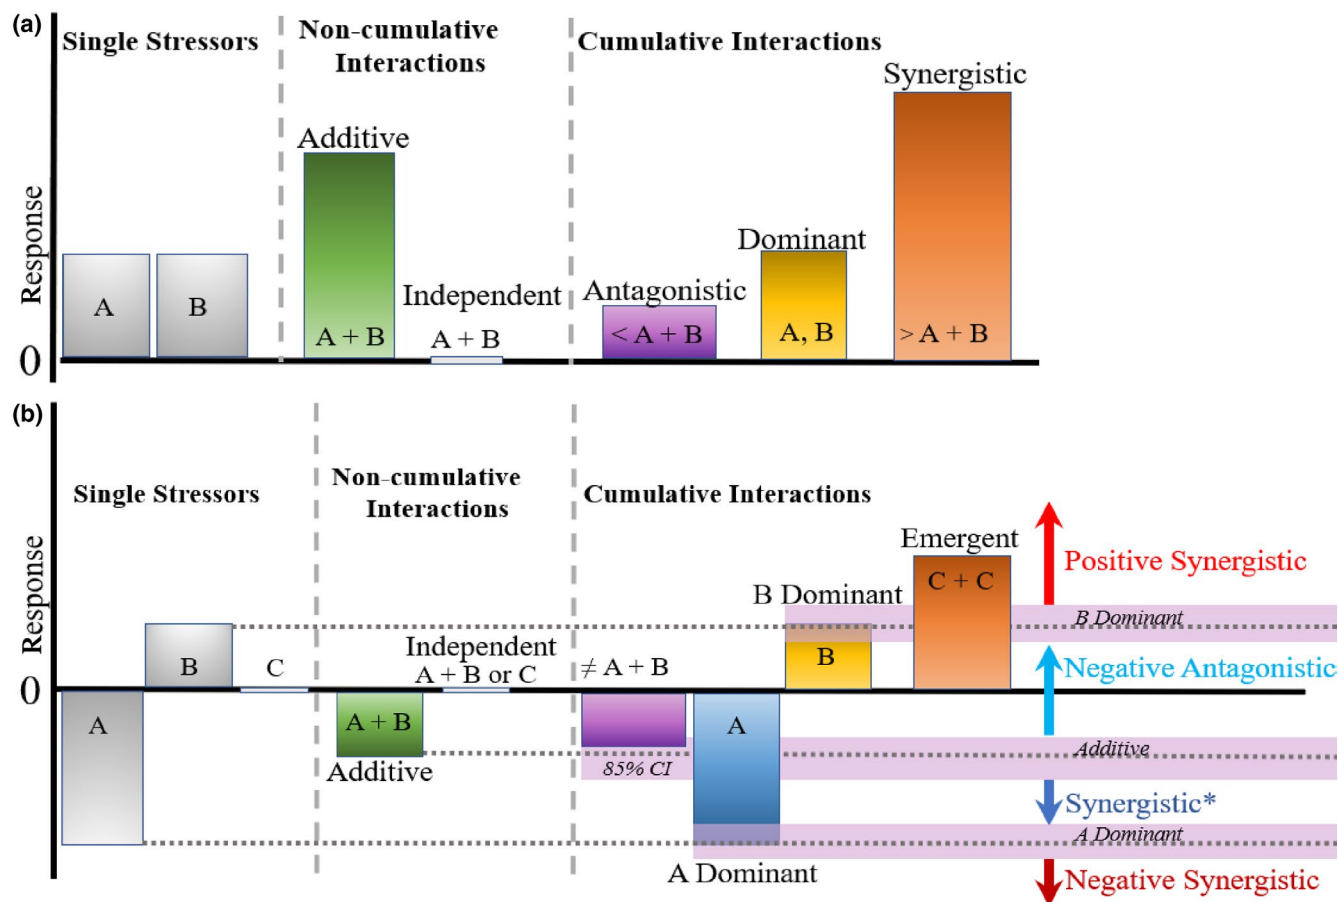 (a)
Single Stressors
Non-cumulative
Interactions
Cumulative Interactions
Synergistic
Additive
Dominant
Independent
Antagonistic
Response
A
B
A + B
A + B
< A + B
A, B
> A + B
0
(b)
Single Stressors
Non-cumulative
Interactions
Cumulative Interactions
Emergent
C + C
Positive Synergistic
B Dominant
B Dominant
Response
B
C
Independent
A + B or C
≠ A + B
B
Negative Antagonistic
0
A
A + B
Additive
A
85% CI
Additive
Synergistic*
A Dominant
A Dominant
Negative Synergistic